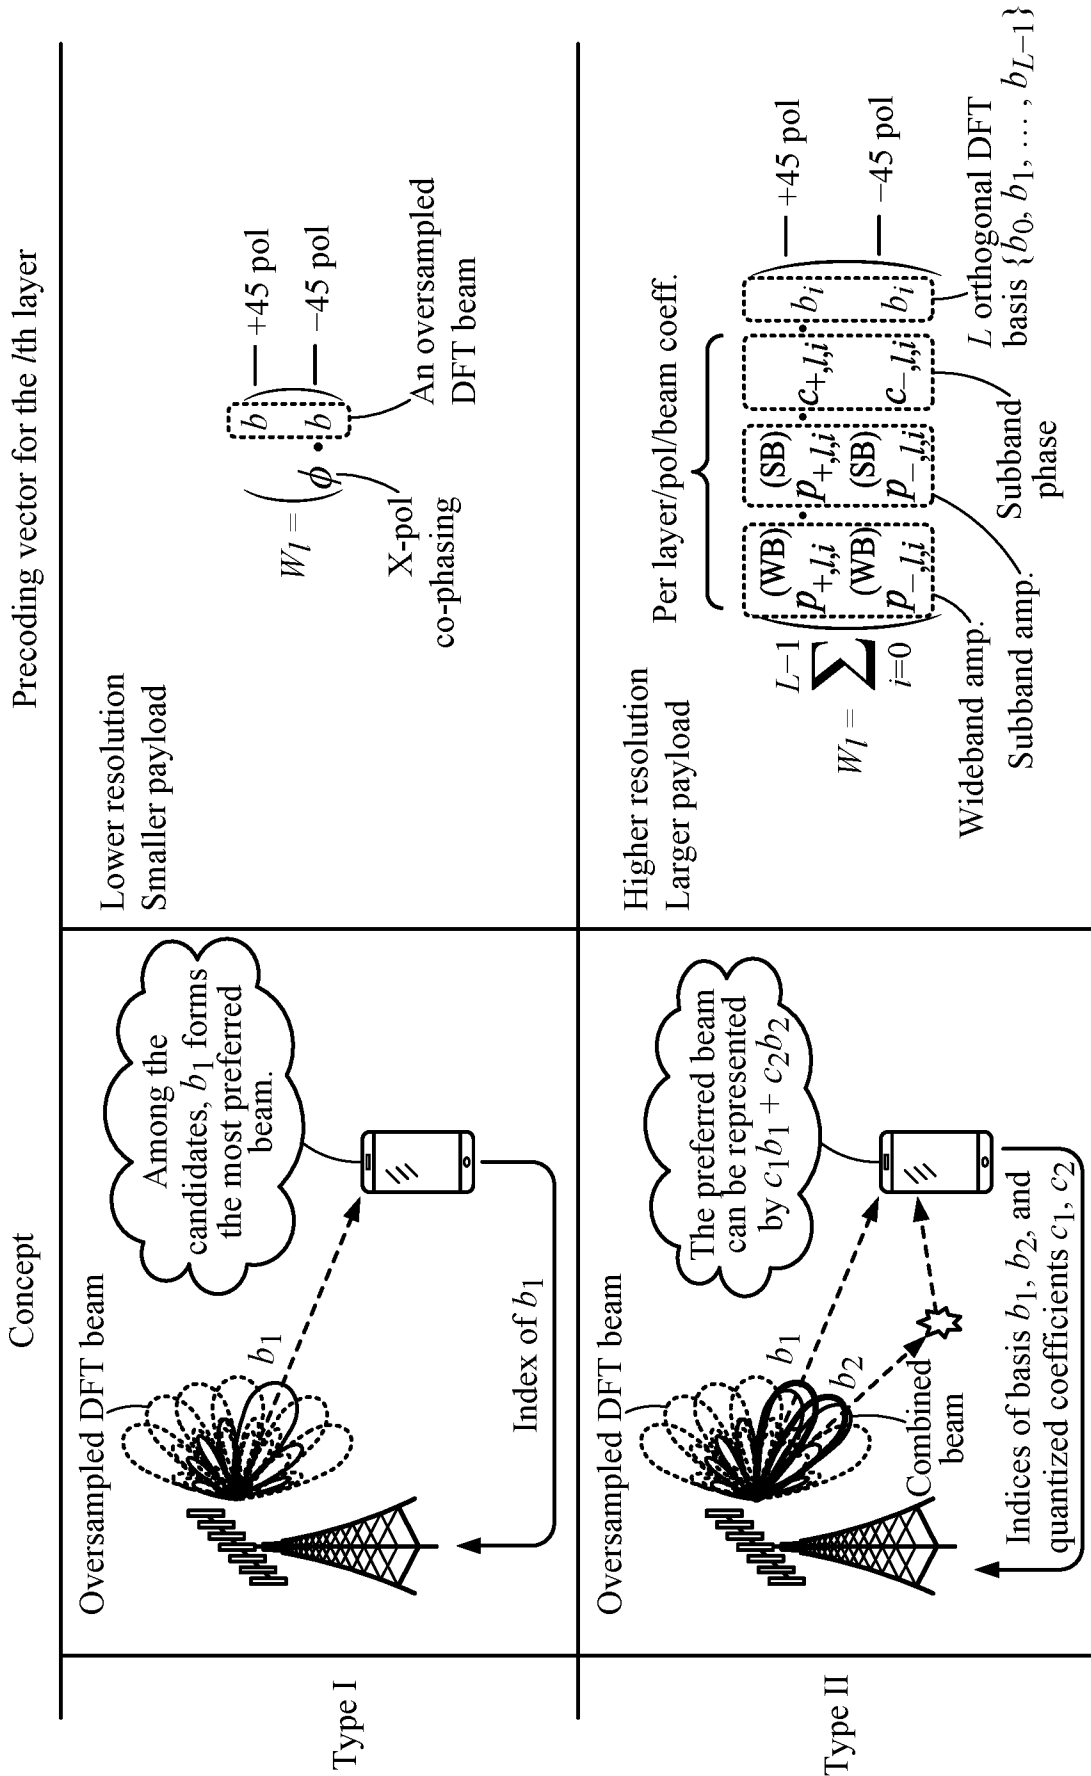 Concept
Precoding vector for the lth layer
Type I
Oversampled DFT beam
b1
Among the
candidates, b1 forms
the most preferred
beam.
Index of b1
Lower resolution
Smaller payload
Wl = ( b
ϕ • b )
+45 pol
−45 pol
X-pol
co-phasing
An oversampled
DFT beam
Type II
Oversampled DFT beam
b1
b2
Combined
beam
The preferred beam
can be represented
by c1b1 + c2b2
Indices of basis b1, b2, and
quantized coefficients c1, c2
Higher resolution
Larger payload
Per layer/pol/beam coeff.
L−1
Wl = ∑
i=0
(WB) (SB)
p+,l,i • p+,l,i • c+,l,i • bi
(WB) (SB)
p−,l,i p−,l,i c−,l,i bi
+45 pol
−45 pol
Wideband amp.
Subband amp.
Subband
phase
L orthogonal DFT
basis {b0, b1, … , bL−1}